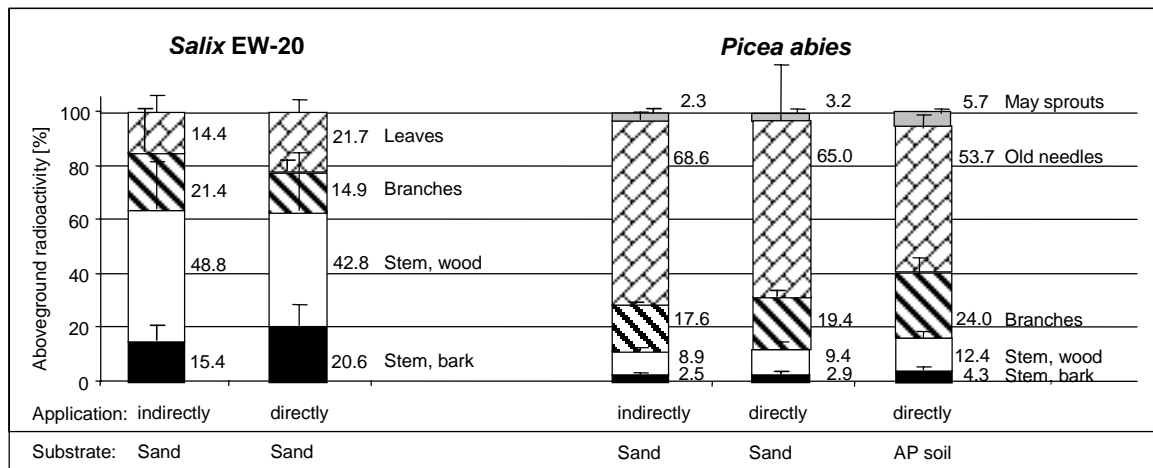 Salix EW-20 Picea abies
100 2.3 3.2 5.7 May sprouts
14.4 21.7 Leaves
80 68.6 65.0 53.7 Old needles
21.4 14.9 Branches
60
48.8 42.8 Stem, wood
40
20 17.6 19.4 24.0 Branches
15.4 20.6 Stem, bark 8.9 9.4 12.4 Stem, wood
0 2.5 2.9 4.3 Stem, bark
Aboveground radioactivity [%]
Application: indirectly directly indirectly directly directly
Substrate: Sand Sand Sand Sand AP soil